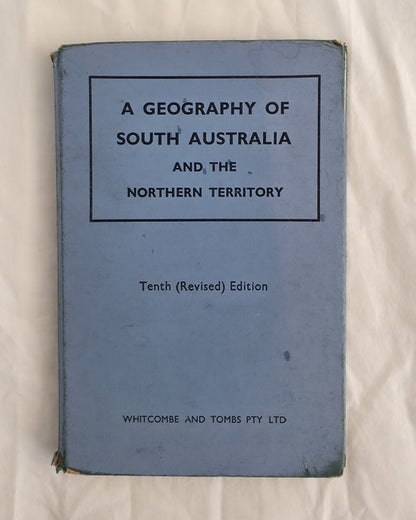 A GEOGRAPHY OF
SOUTH AUSTRALIA
AND THE
NORTHERN TERRITORY
Tenth (Revised) Edition
WHITCOMBE AND TOMBS PTY LTD